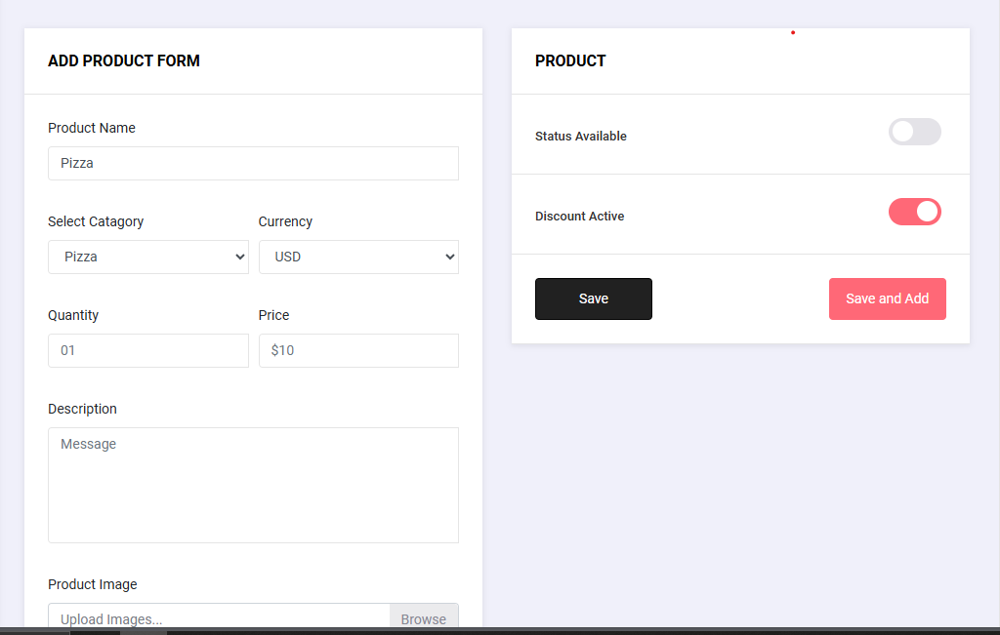 ADD PRODUCT FORM
Product Name
Pizza
Select Catagory
Currency
Pizza
USD
Quantity
Price
01
$10
Description
Message
Product Image
Upload Images...
Browse
PRODUCT
Status Available
Discount Active
Save
Save and Add